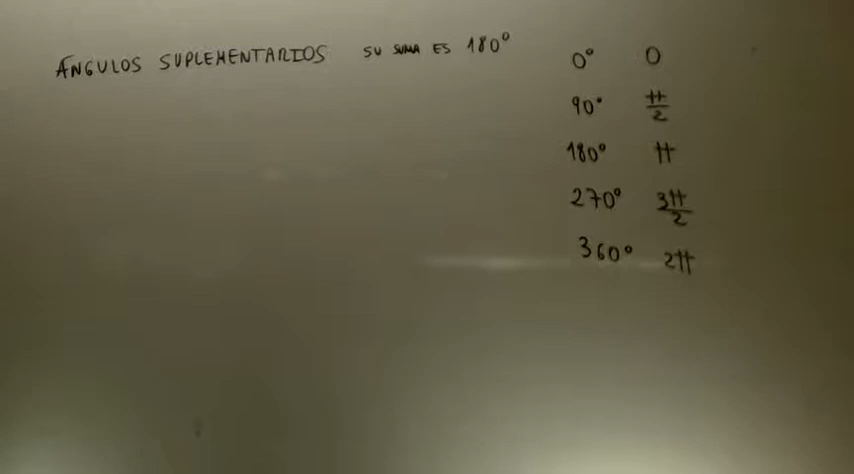 ÁNGULOS SUPLEMENTARIOS SU SUMA ES 180°
0° 0
90° π/2
180° π
270° 3π/2
360° 2π